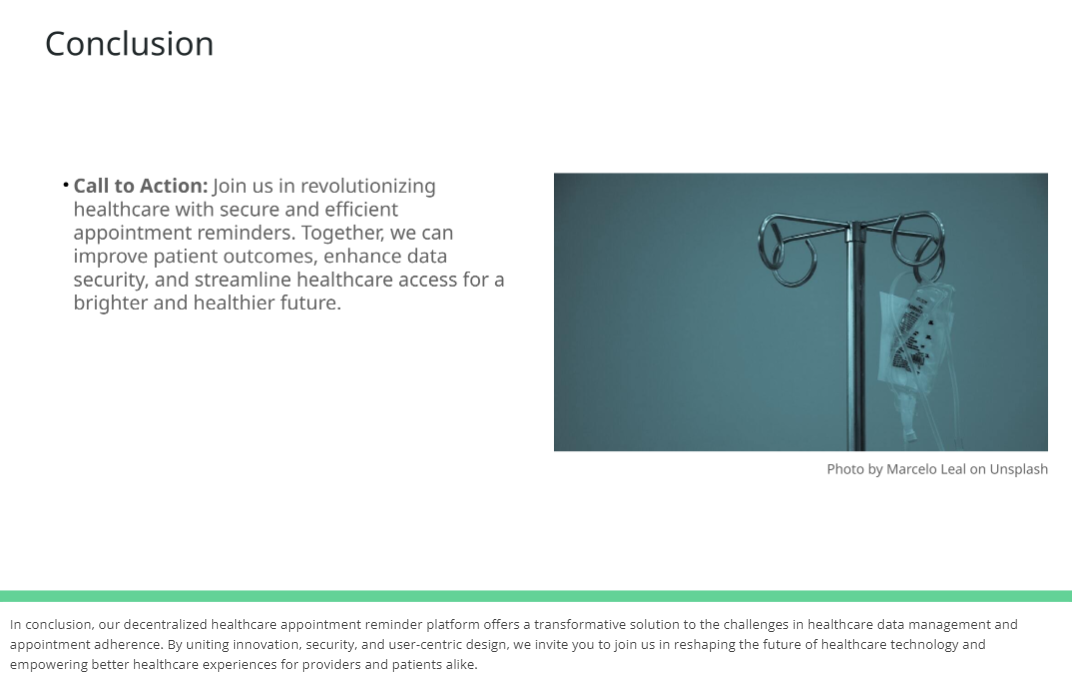 Conclusion
• Call to Action: Join us in revolutionizing
healthcare with secure and efficient
appointment reminders. Together, we can
improve patient outcomes, enhance data
security, and streamline healthcare access for a
brighter and healthier future.
Photo by Marcelo Leal on Unsplash
In conclusion, our decentralized healthcare appointment reminder platform offers a transformative solution to the challenges in healthcare data management and
appointment adherence. By uniting innovation, security, and user-centric design, we invite you to join us in reshaping the future of healthcare technology and
empowering better healthcare experiences for providers and patients alike.